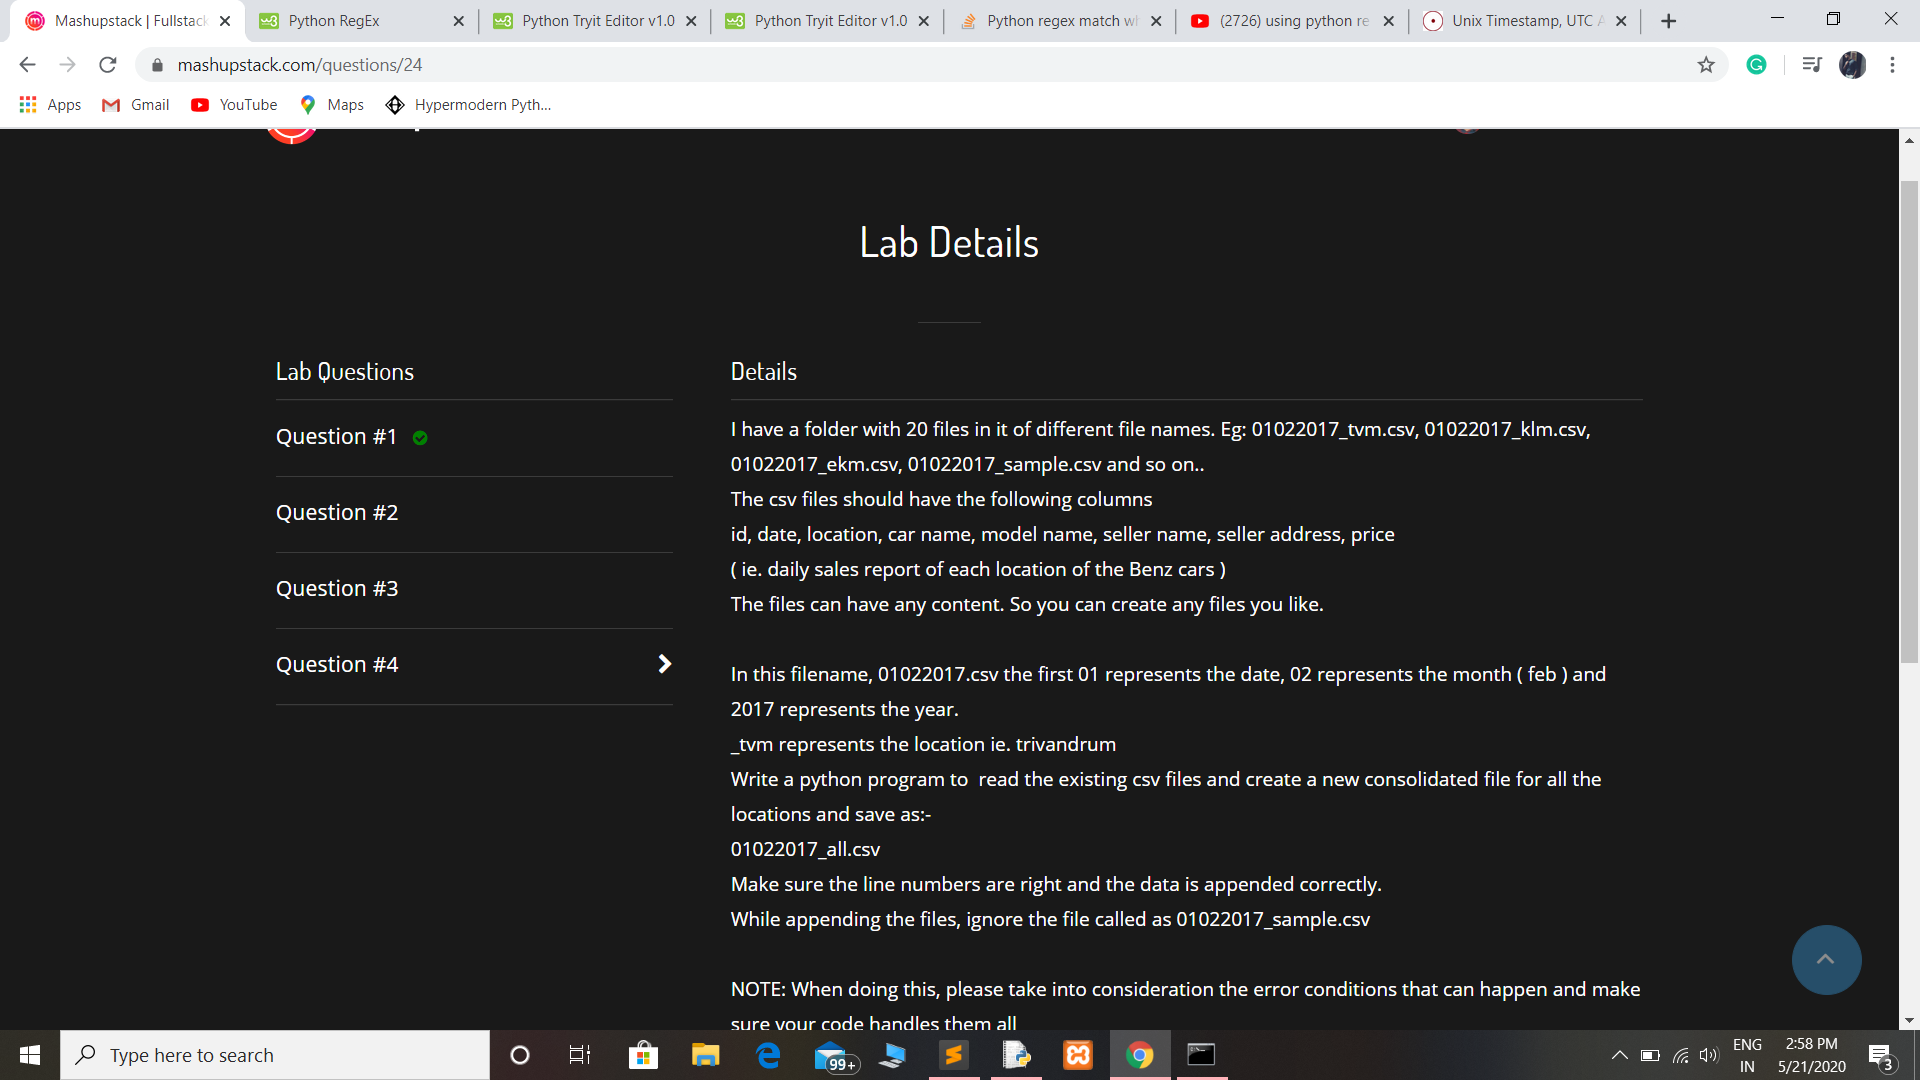 Mashupstack | Fullstack
Python RegEx
Python Tryit Editor v1.0
Python Tryit Editor v1.0
Python regex match wh
(2726) using python re
Unix Timestamp, UTC A
mashupstack.com/questions/24
Apps
Gmail
YouTube
Maps
Hypermodern Pyth...
Lab Details
Lab Questions
Question #1
Question #2
Question #3
Question #4
Details
I have a folder with 20 files in it of different file names. Eg: 01022017_tvm.csv, 01022017_klm.csv,
01022017_ekm.csv, 01022017_sample.csv and so on..
The csv files should have the following columns
id, date, location, car name, model name, seller name, seller address, price
( ie. daily sales report of each location of the Benz cars )
The files can have any content. So you can create any files you like.
In this filename, 01022017.csv the first 01 represents the date, 02 represents the month ( feb ) and
2017 represents the year.
_tvm represents the location ie. trivandrum
Write a python program to  read the existing csv files and create a new consolidated file for all the
locations and save as:-
01022017_all.csv
Make sure the line numbers are right and the data is appended correctly.
While appending the files, ignore the file called as 01022017_sample.csv
NOTE: When doing this, please take into consideration the error conditions that can happen and make
sure your code handles them all
Type here to search
99+
ENG
IN
2:58 PM
5/21/2020
3